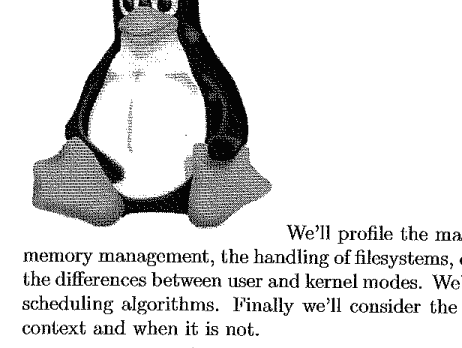 We'll profile the ma
memory management, the handling of filesystems,
the differences between user and kernel modes. We'
scheduling algorithms. Finally we'll consider the
context and when it is not.